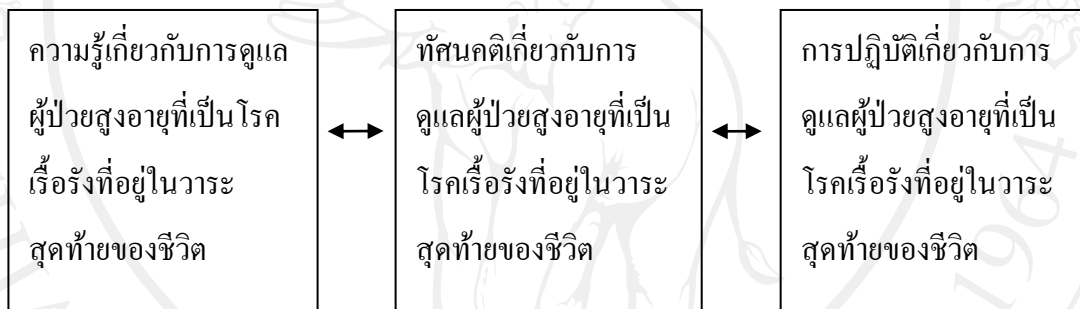 ความรู้เกี่ยวกับการดูแล
ผู้ป่วยสูงอายุที่เป็นโรค
เรื้อรังที่อยู่ในวาระ
สุดท้ายของชีวิต
ทัศนคติเกี่ยวกับการ
ดูแลผู้ป่วยสูงอายุที่เป็น
โรคเรื้อรังที่อยู่ในวาระ
สุดท้ายของชีวิต
การปฏิบัติเกี่ยวกับการ
ดูแลผู้ป่วยสูงอายุที่เป็น
โรคเรื้อรังที่อยู่ในวาระ
สุดท้ายของชีวิต
1964